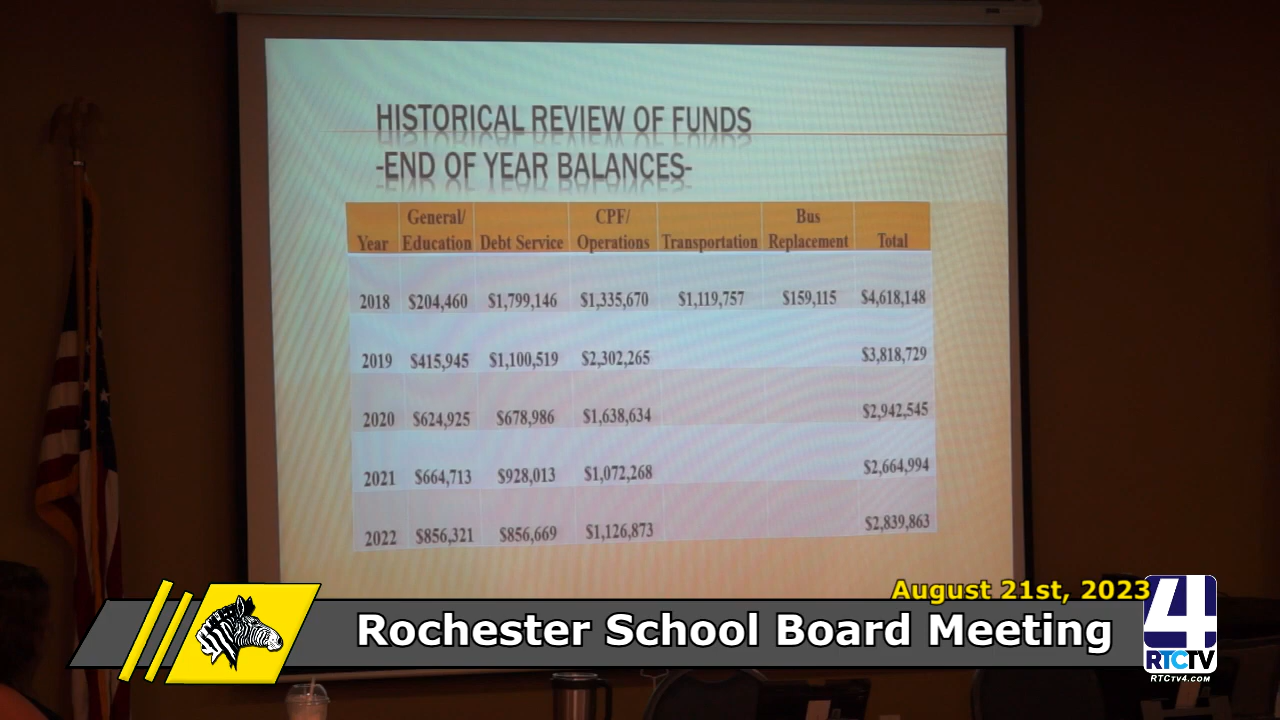 HISTORICAL REVIEW OF FUNDS
-END OF YEAR BALANCES-
Year General/ Education Debt Service CPF/ Operations Transportation Bus Replacement Total
2018 $204,460 $1,799,146 $1,335,670 $1,119,757 $159,115 $4,618,148
2019 $415,945 $1,100,519 $2,302,265 $3,818,729
2020 $624,925 $678,986 $1,638,634 $2,942,545
2021 $664,713 $928,013 $1,072,268 $2,664,994
2022 $856,321 $856,669 $1,126,873 $2,839,863
August 21st, 2023
Rochester School Board Meeting
4
RTCTV
RTCTV4.COM